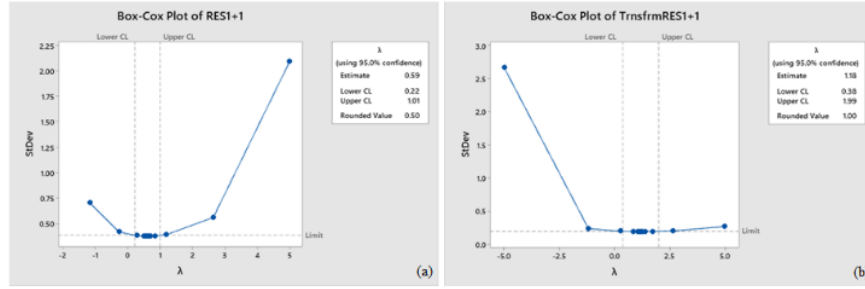 Box-Cox Plot of RES1+1
Lower CL Upper CL
2.25
2.00
1.75
1.50
1.25
1.00
0.75
0.50
StDev
-2 -1 0 1 2 3 4 5
λ
Limit
λ
(using 95.0% confidence)
Estimate 0.59
Lower CL 0.22
Upper CL 1.01
Rounded Value 0.50
(a)
Box-Cox Plot of TrnsfrmRES1+1
Lower CL Upper CL
3.0
2.5
2.0
1.5
1.0
0.5
0.0
StDev
-5.0 -2.5 0.0 2.5 5.0
λ
Limit
λ
(using 95.0% confidence)
Estimate 1.18
Lower CL 0.38
Upper CL 1.99
Rounded Value 1.00
(b